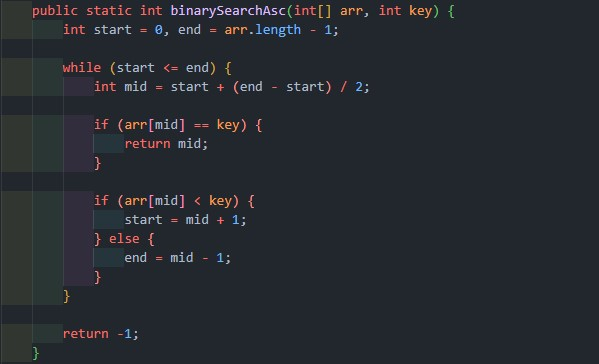 public static int binarySearchAsc(int[] arr, int key) {
int start = 0, end = arr.length - 1;
while (start <= end) {
int mid = start + (end - start) / 2;
if (arr[mid] == key) {
return mid;
}
if (arr[mid] < key) {
start = mid + 1;
} else {
end = mid - 1;
}
}
return -1;
}